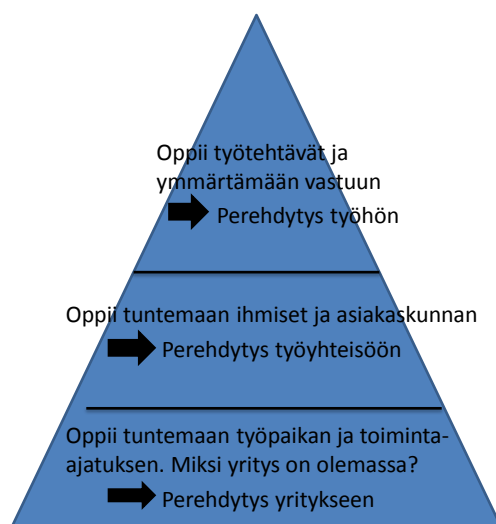 Oppii työtehtävät ja
ymmärtämään vastuun
Perehdytys työhön
Oppii tuntemaan ihmiset ja asiakaskunnan
Perehdytys työyhteisöön
Oppii tuntemaan työpaikan ja toiminta-
ajatuksen. Miksi yritys on olemassa?
Perehdytys yritykseen